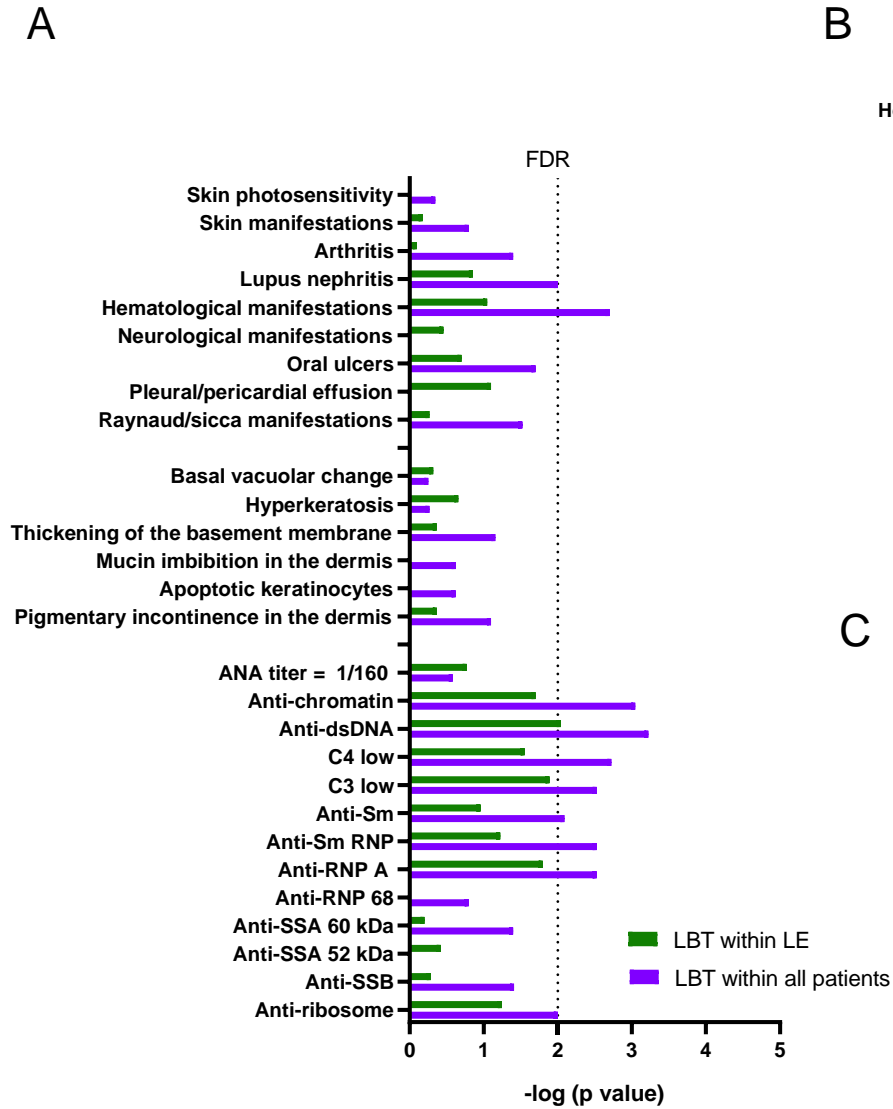 A
B
H
FDR
Skin photosensitivity
Skin manifestations
Arthritis
Lupus nephritis
Hematological manifestations
Neurological manifestations
Oral ulcers
Pleural/pericardial effusion
Raynaud/sicca manifestations
Basal vacuolar change
Hyperkeratosis
Thickening of the basement membrane
Mucin imbibition in the dermis
Apoptotic keratinocytes
Pigmentary incontinence in the dermis
C
ANA titer = 1/160
Anti-chromatin
Anti-dsDNA
C4 low
C3 low
Anti-Sm
Anti-Sm RNP
Anti-RNP A
Anti-RNP 68
Anti-SSA 60 kDa
Anti-SSA 52 kDa
Anti-SSB
Anti-ribosome
LBT within LE
LBT within all patients
0 1 2 3 4 5
-log (p value)